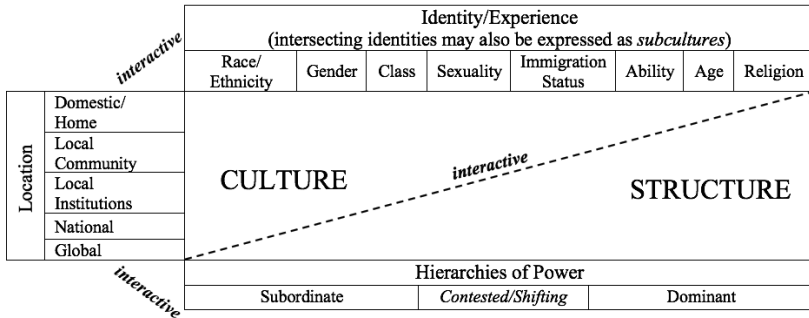 Identity/Experience
(intersecting identities may also be expressed as subcultures)
interactive
Race/
Ethnicity
Gender
Class
Sexuality
Immigration
Status
Ability
Age
Religion
Location
Domestic/
Home
Local
Community
Local
Institutions
National
Global
CULTURE
interactive
STRUCTURE
interactive
Hierarchies of Power
Subordinate
Contested/Shifting
Dominant